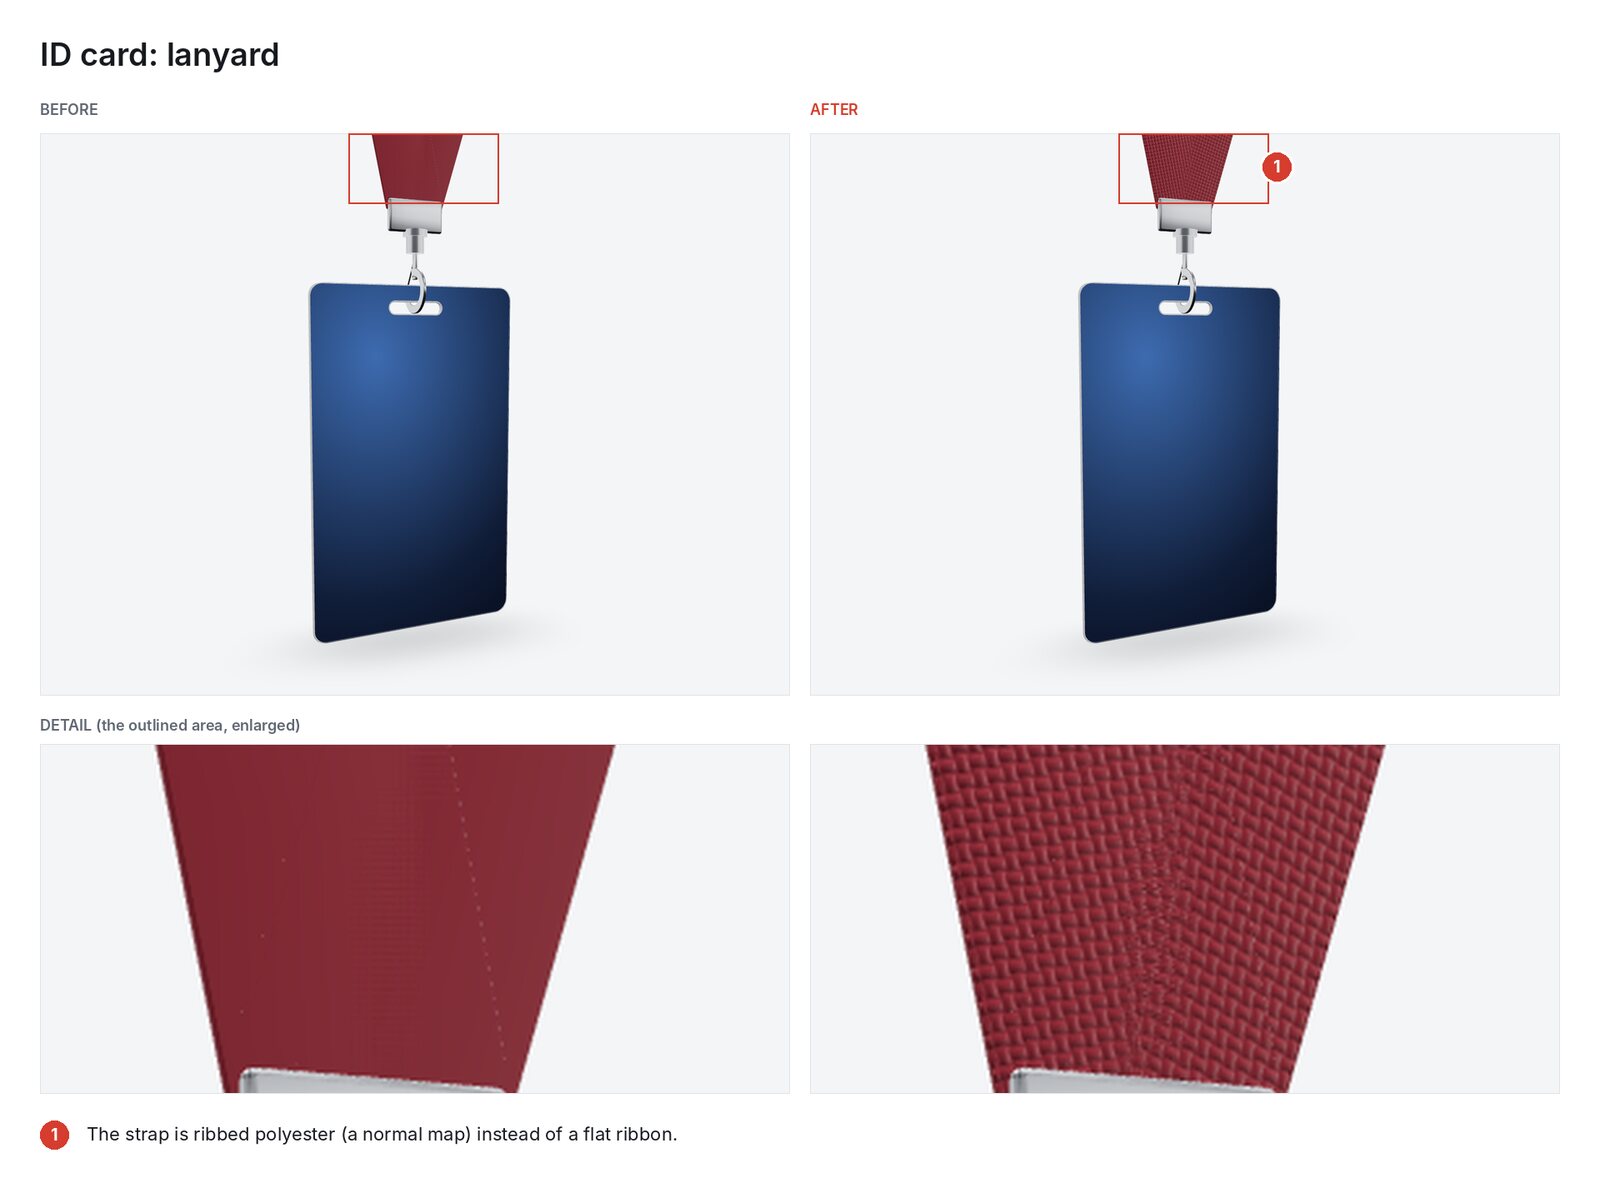 ID card: lanyard
BEFORE
AFTER
1
DETAIL (the outlined area, enlarged)
1 The strap is ribbed polyester (a normal map) instead of a flat ribbon.